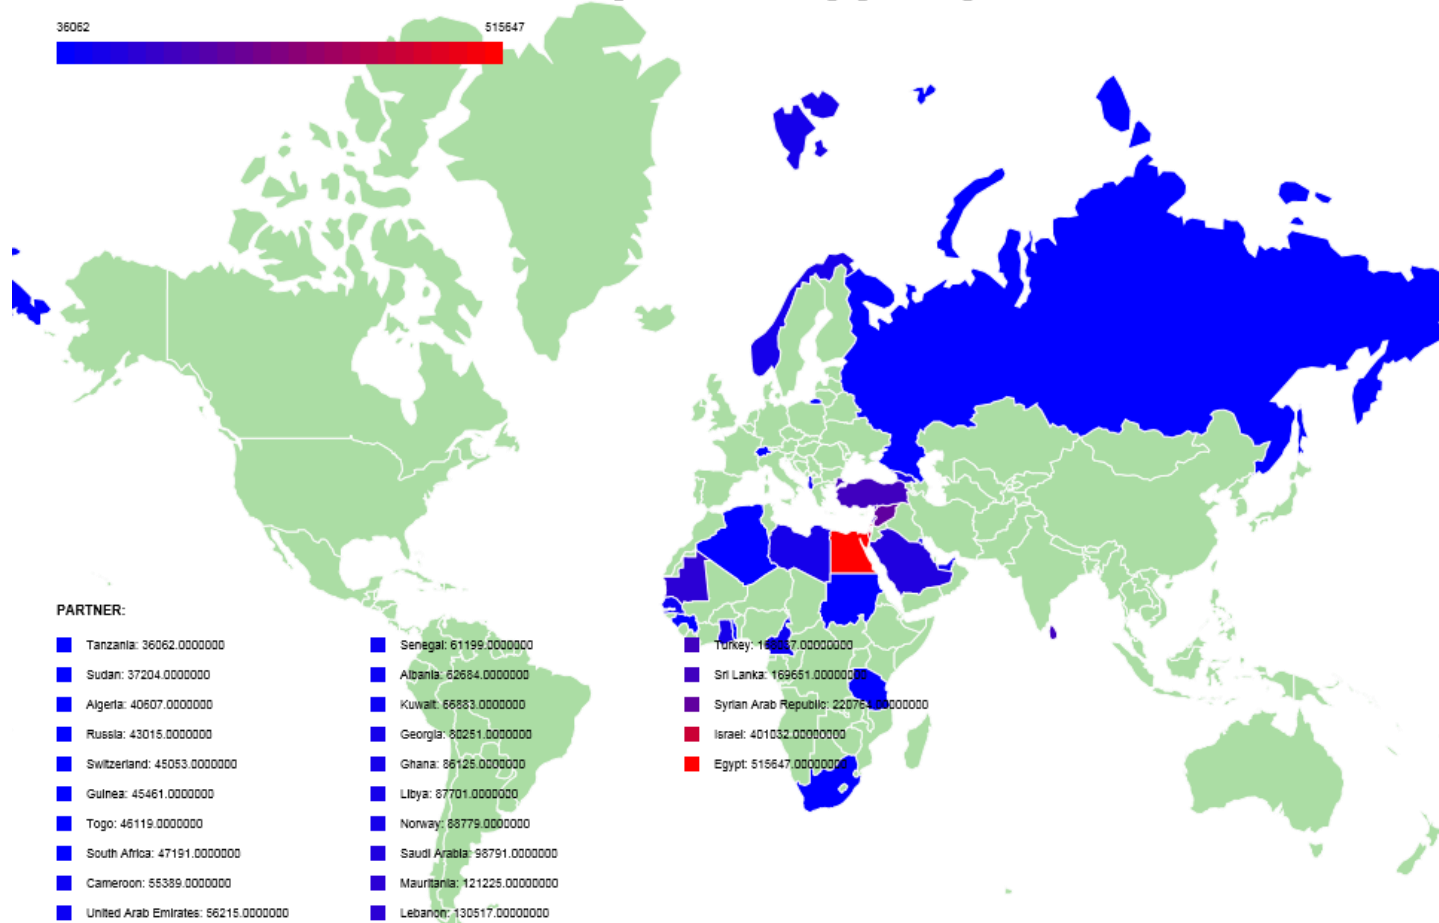 36062
515647
PARTNER:
Tanzania: 36062.0000000
Sudan: 37204.0000000
Algeria: 40607.0000000
Russia: 43015.0000000
Switzerland: 45053.0000000
Guinea: 45461.0000000
Togo: 46119.0000000
South Africa: 47191.0000000
Cameroon: 55389.0000000
United Arab Emirates: 56215.0000000
Senegal: 61199.0000000
Albania: 62684.0000000
Kuwait: 66883.0000000
Georgia: 80251.0000000
Ghana: 86125.0000000
Libya: 87701.0000000
Norway: 88779.0000000
Saudi Arabia: 98791.0000000
Mauritania: 121225.00000000
Lebanon: 130517.00000000
Turkey:
Sri Lanka: 169651.00000000
Syrian Arab Republic:
Israel: 401032.00000000
Egypt: 515647.00000000